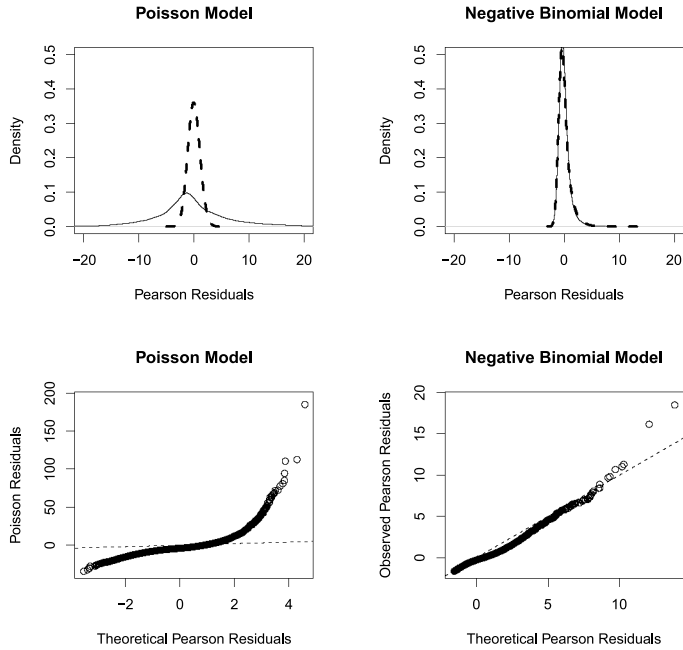 Poisson Model
Negative Binomial Model
Density
0.0 0.1 0.2 0.3 0.4 0.5
−20 −10 0 10 20
Pearson Residuals
Density
0.0 0.1 0.2 0.3 0.4 0.5
−20 −10 0 10 20
Pearson Residuals
Poisson Model
Negative Binomial Model
Poisson Residuals
0 50 100 150 200
−2 0 2 4
Theoretical Pearson Residuals
Observed Pearson Residuals
0 5 10 15 20
0 5 10
Theoretical Pearson Residuals